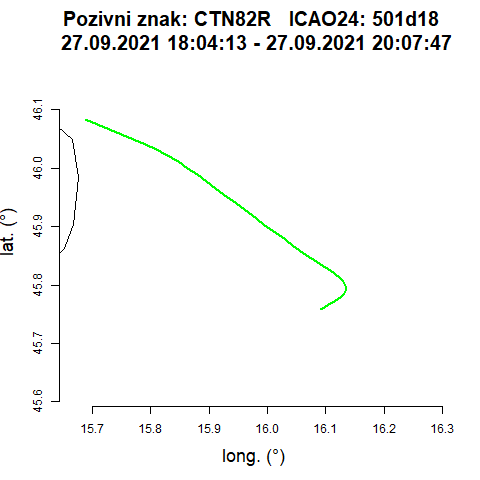 Pozivni znak: CTN82R ICAO24: 501d18
27.09.2021 18:04:13 - 27.09.2021 20:07:47
46.1
46.0
45.9
45.8
45.7
45.6
lat. (°)
15.7 15.8 15.9 16.0 16.1 16.2 16.3
long. (°)